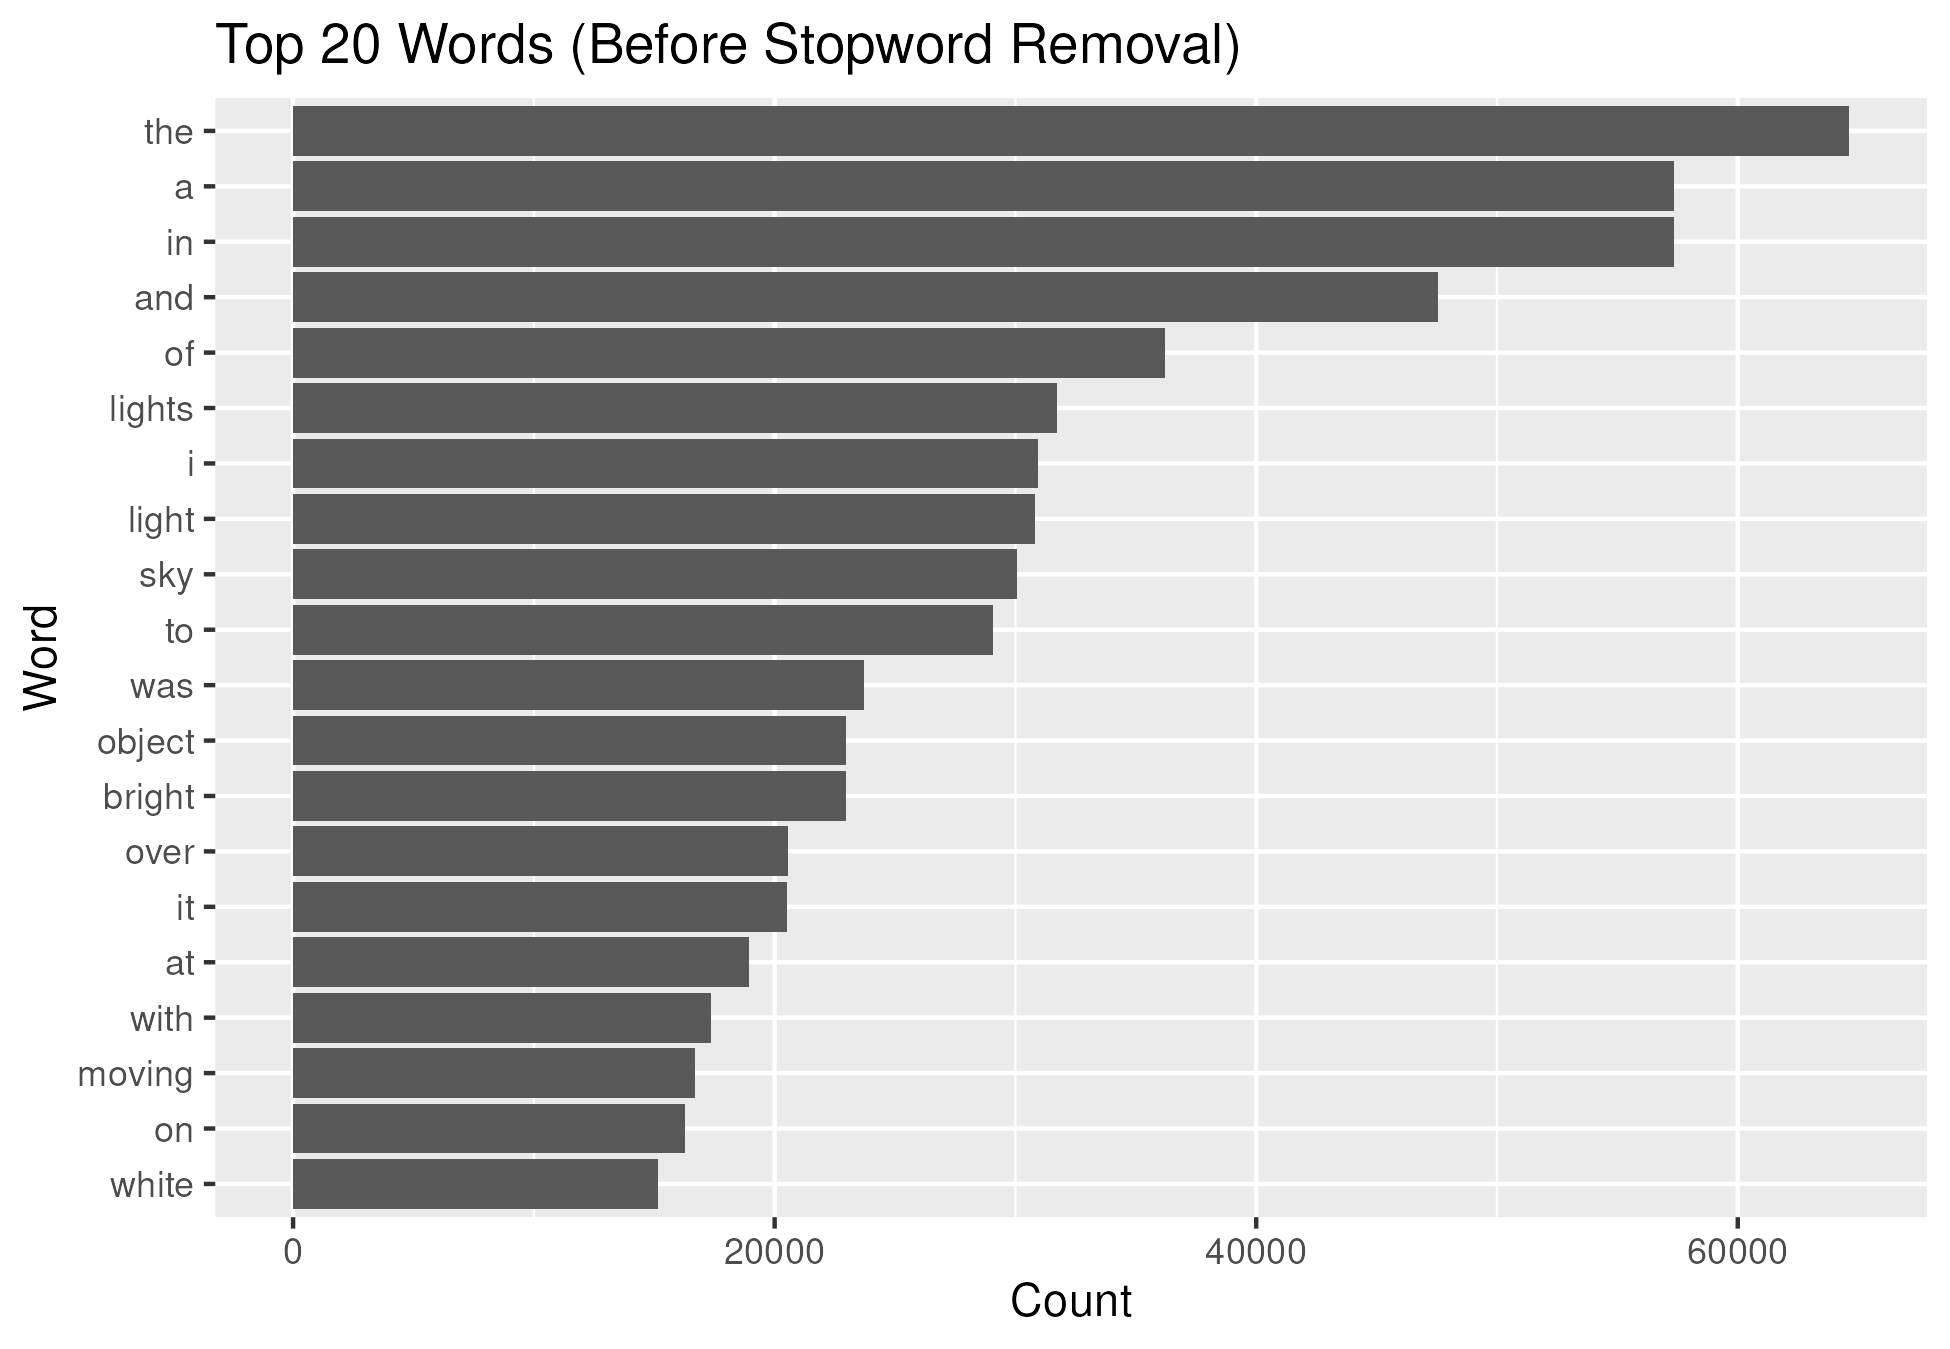 Top 20 Words (Before Stopword Removal)
Word
the
a
in
and
of
lights
i
light
sky
to
was
object
bright
over
it
at
with
moving
on
white
0 20000 40000 60000
Count